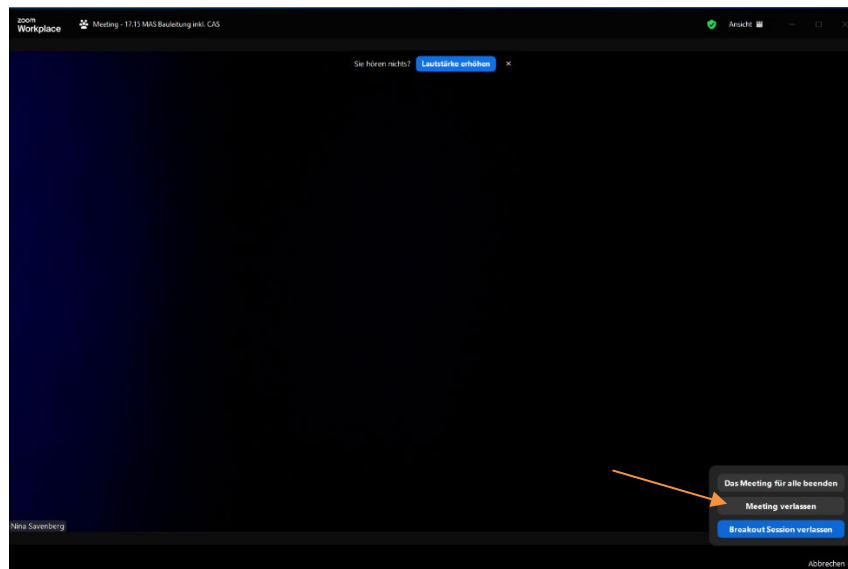 zoom
Workplace
Meeting - 17.15 MAS Bauleitung inkl. CAS
Ansicht
Sie hören nichts? Lautstärke erhöhen ×
Das Meeting für alle beenden
Meeting verlassen
Nina Savenberg
Breakout Session verlassen
Abbrechen